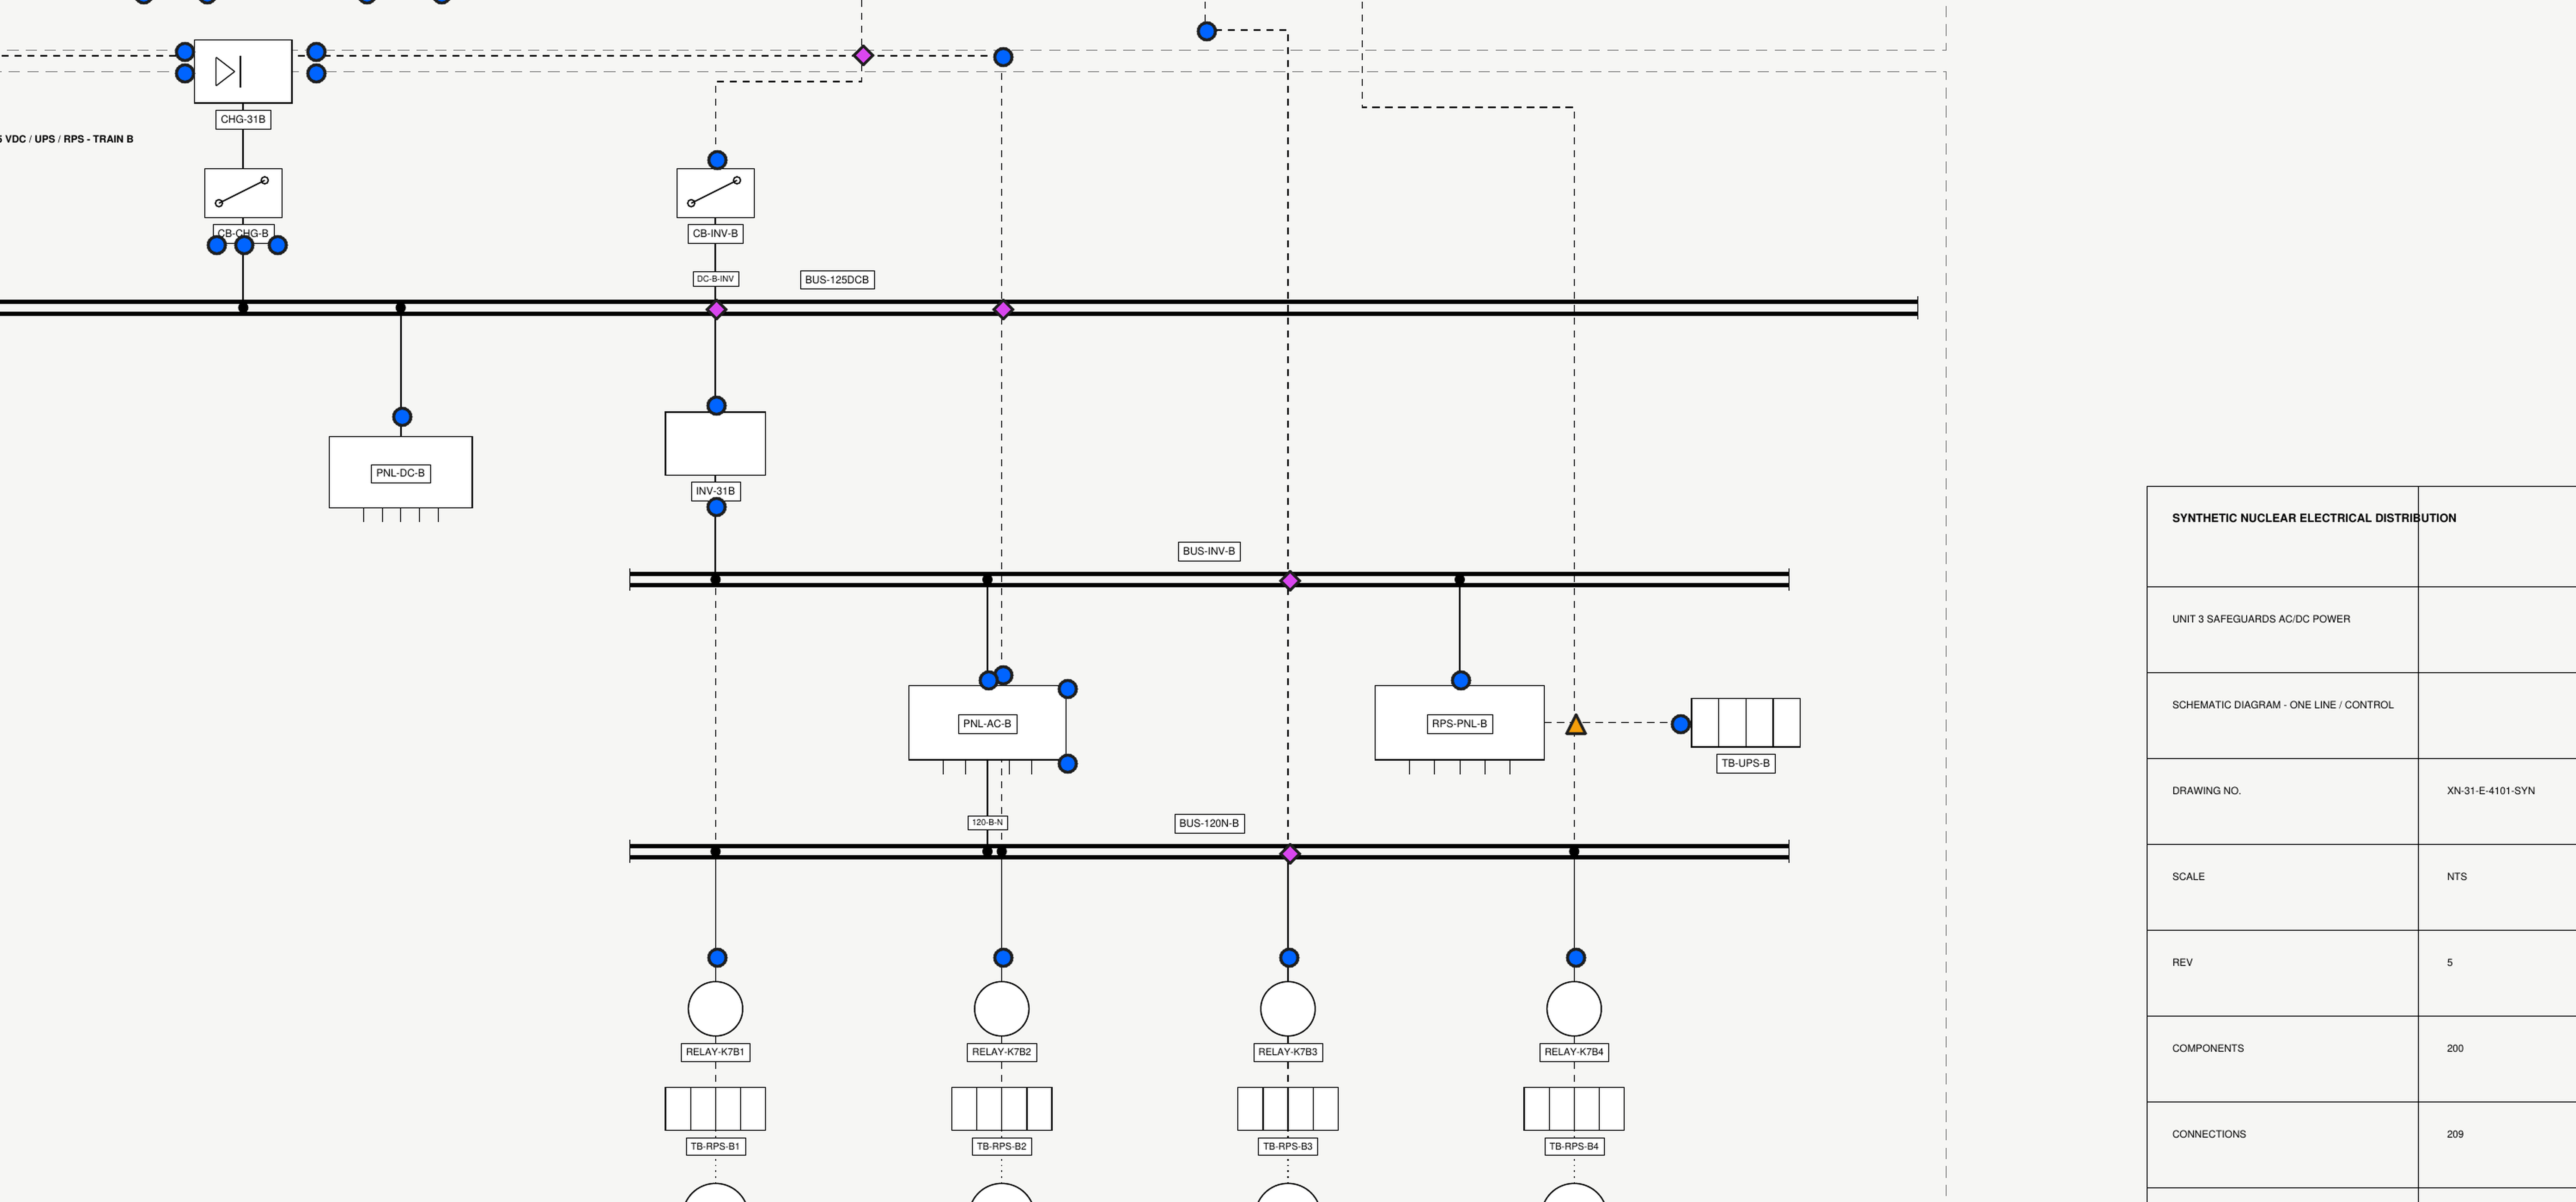 CHG-31B
VDC / UPS / RPS - TRAIN B
CB-CHG-B
CB-INV-B
DC-B-INV
BUS-125DCB
PNL-DC-B
INV-31B
BUS-INV-B
PNL-AC-B
RPS-PNL-B
TB-UPS-B
120-B-N
BUS-120N-B
RELAY-K7B1
RELAY-K7B2
RELAY-K7B3
RELAY-K7B4
TB-RPS-B1
TB-RPS-B2
TB-RPS-B3
TB-RPS-B4
SYNTHETIC NUCLEAR ELECTRICAL DISTRIBUTION
UNIT 3 SAFEGUARDS AC/DC POWER
SCHEMATIC DIAGRAM - ONE LINE / CONTROL
DRAWING NO. XN-31-E-4101-SYN
SCALE NTS
REV 5
COMPONENTS 200
CONNECTIONS 209